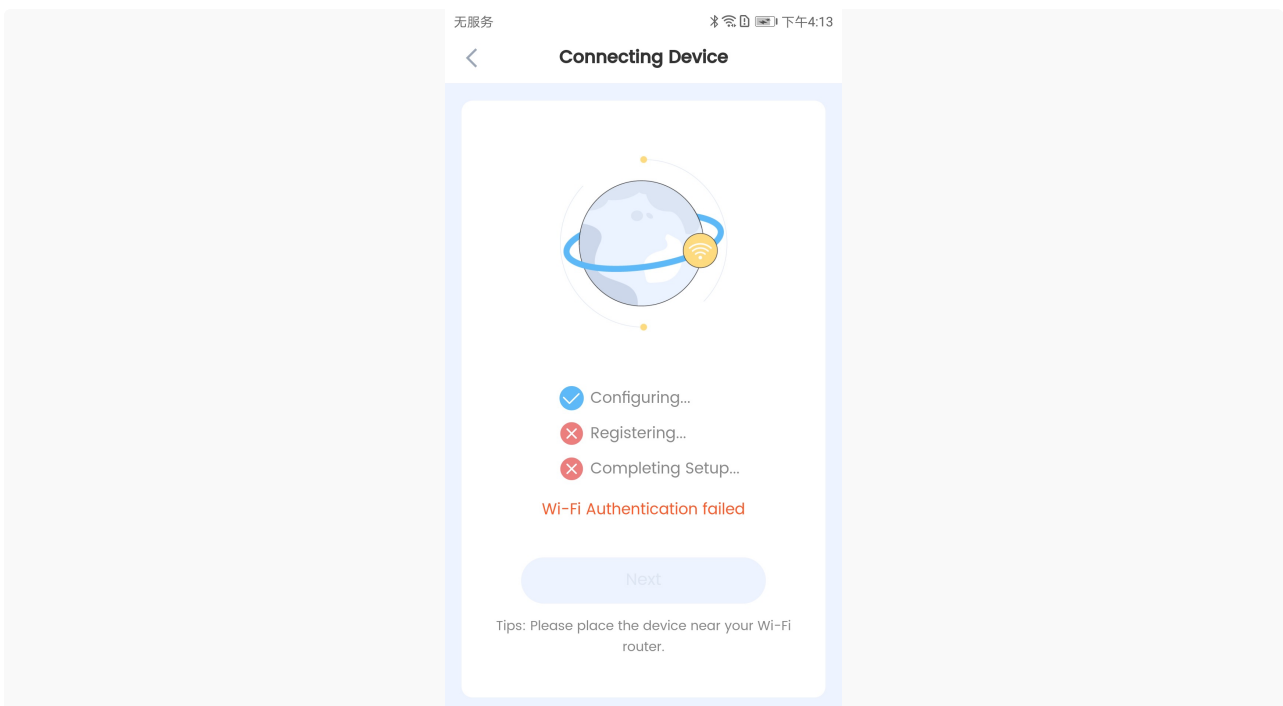 无服务
下午4:13
Connecting Device
Configuring...
Registering...
Completing Setup...
Wi-Fi Authentication failed
Next
Tips: Please place the device near your Wi-Fi
router.